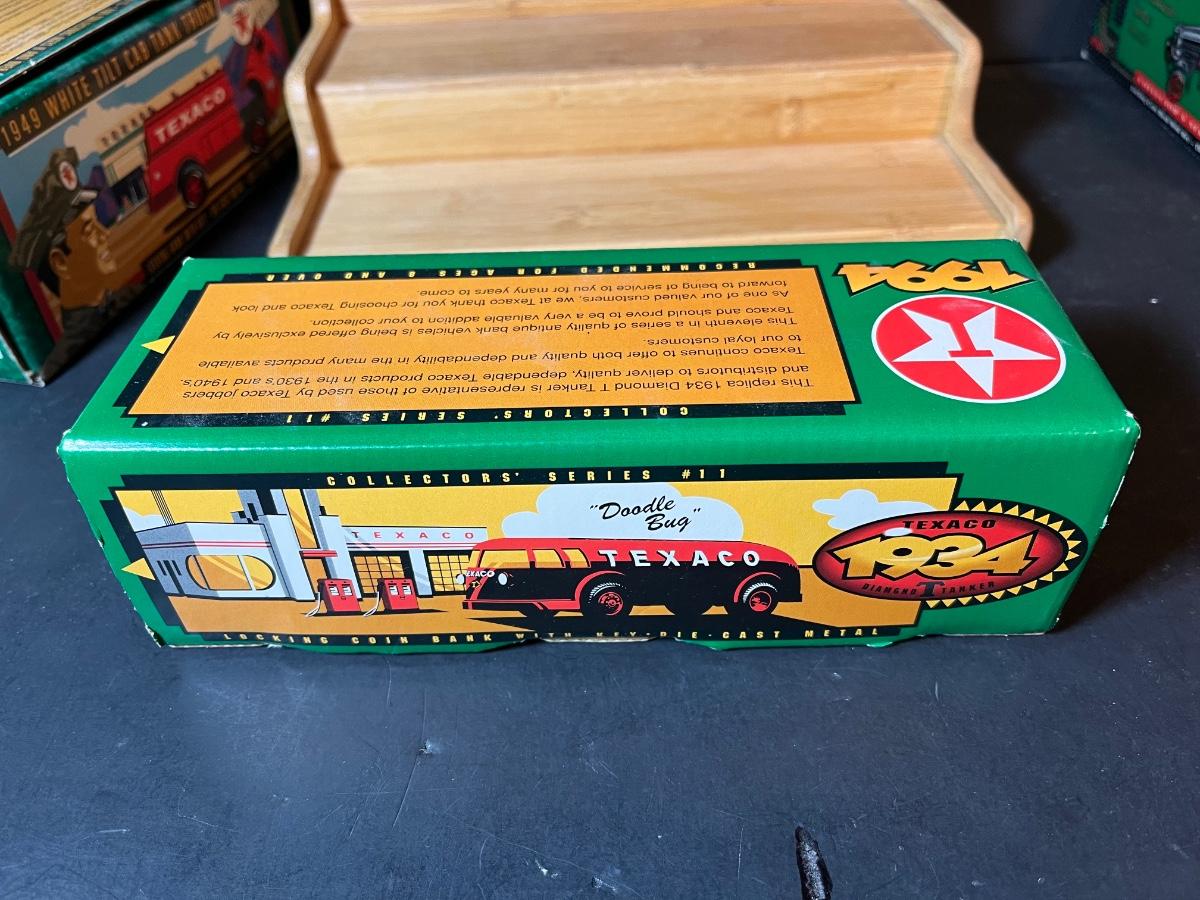 1949 WHITE TILT CAB TANK TRUCK
TEXACO
1994
T
RECOMMENDED FOR AGES 8 AND OVER
COLLECTORS' SERIES #11
This replica 1934 Diamond T Tanker is representative of those used by Texaco jobbers
and distributors to deliver quality, dependable Texaco products in the 1930's and 1940's.
Texaco continues to offer both quality and dependability in the many products available
to our loyal customers.
This eleventh in a series of quality antique bank vehicles is being offered exclusively by
Texaco and should prove to be a very valuable addition to your collection.
As one of our valued customers, we at Texaco thank you for choosing Texaco and look
forward to being of service to you for many years to come.
COLLECTORS' SERIES #11
"Doodle
Bug"
TEXACO
TEXACO
TEXACO
TEXACO
1934
DIAMOND T TANKER
LOCKING COIN BANK WITH KEY·DIE-CAST METAL